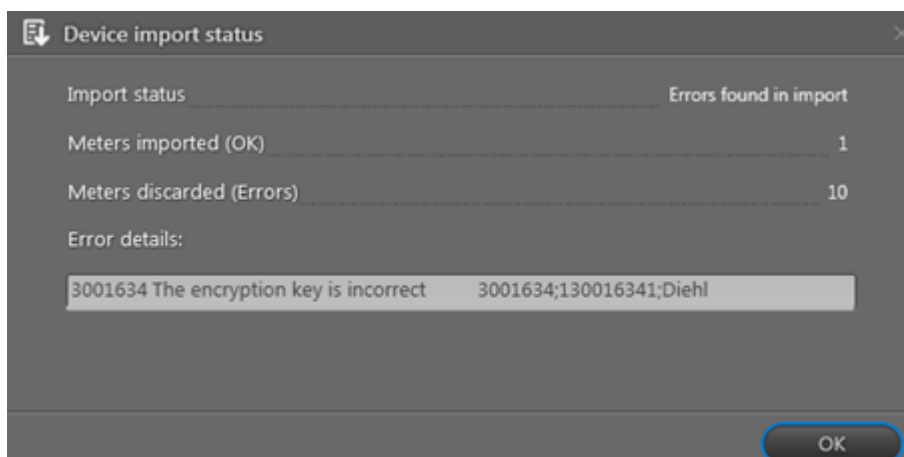 Device import status
Import status Errors found in import
Meters imported (OK) 1
Meters discarded (Errors) 10
Error details:
3001634 The encryption key is incorrect 3001634;130016341;Diehl
OK